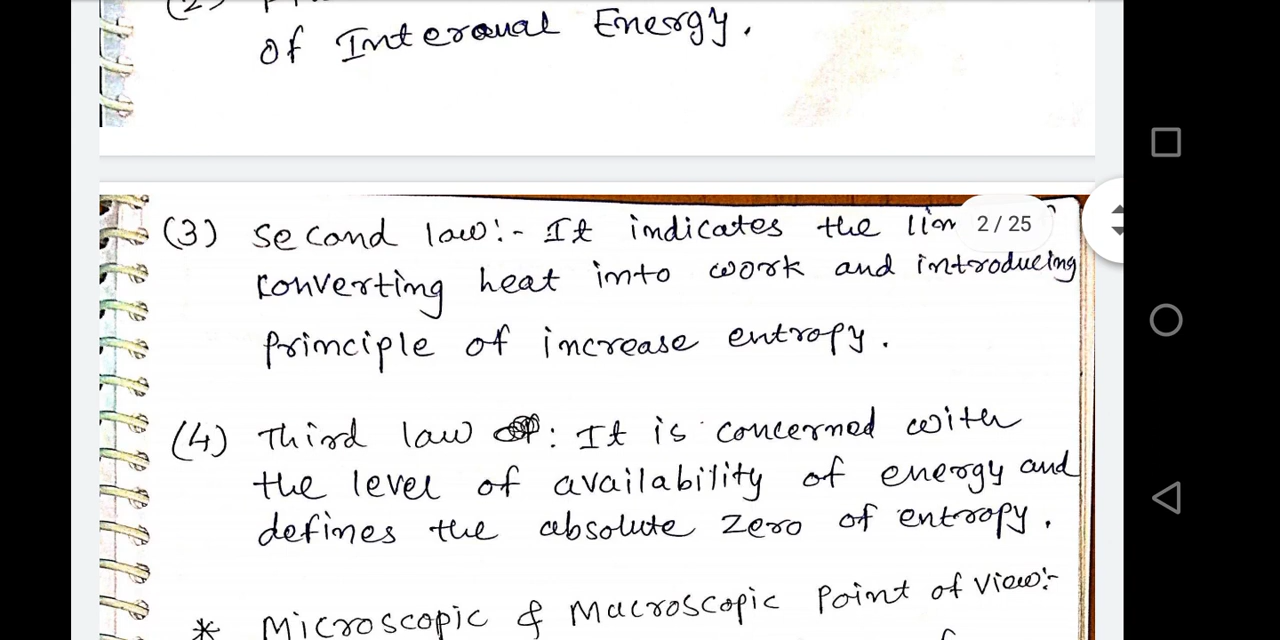 of Interanal Energy.
(3) second law:- It indicates the
2/25
converting heat into work and introducing
principle of increase entropy.
(4) Third law : It is concerned with
the level of availability of energy and
defines the absolute zero of entropy.
* Microscopic & Macroscopic Point of View:-